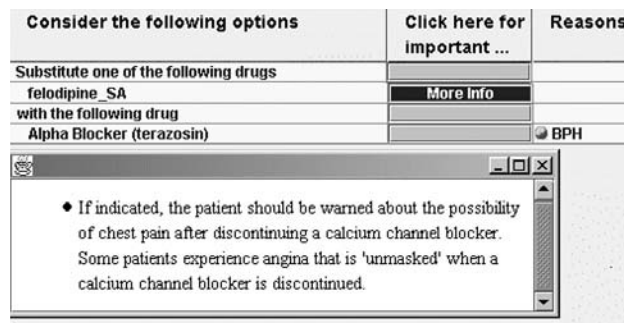 Consider the following options Click here for Reasons
important ...
Substitute one of the following drugs
felodipine_SA More Info
with the following drug
Alpha Blocker (terazosin) BPH
If indicated, the patient should be warned about the possibility
of chest pain after discontinuing a calcium channel blocker.
Some patients experience angina that is 'unmasked' when a
calcium channel blocker is discontinued.